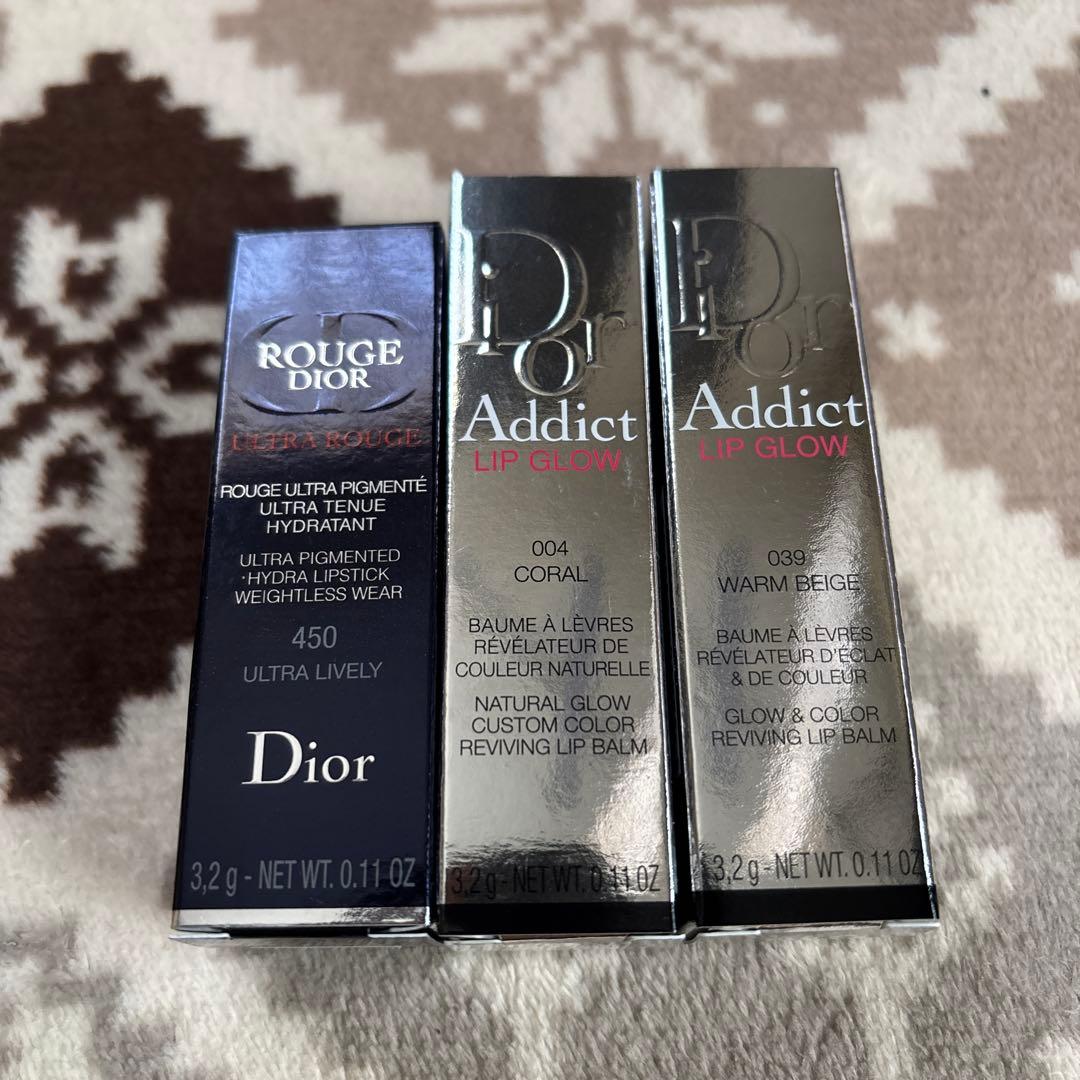 ROUGE
DIOR
ULTRA ROUGE
ROUGE ULTRA PIGMENTÉ
ULTRA TENUE
HYDRATANT
ULTRA PIGMENTED
·HYDRA LIPSTICK
WEIGHTLESS WEAR
450
ULTRA LIVELY
Dior
3,2 g - NET WT. 0.11 OZ
Dior
Addict
LIP GLOW
004
CORAL
BAUME À LÈVRES
RÉVÉLATEUR DE
COULEUR NATURELLE
NATURAL GLOW
CUSTOM COLOR
REVIVING LIP BALM
3,2 g - NET WT. 0.11 OZ
Dior
Addict
LIP GLOW
039
WARM BEIGE
BAUME À LÈVRES
RÉVÉLATEUR D'ÉCLAT
& DE COULEUR
GLOW & COLOR
REVIVING LIP BALM
3,2 g - NET WT. 0.11 OZ